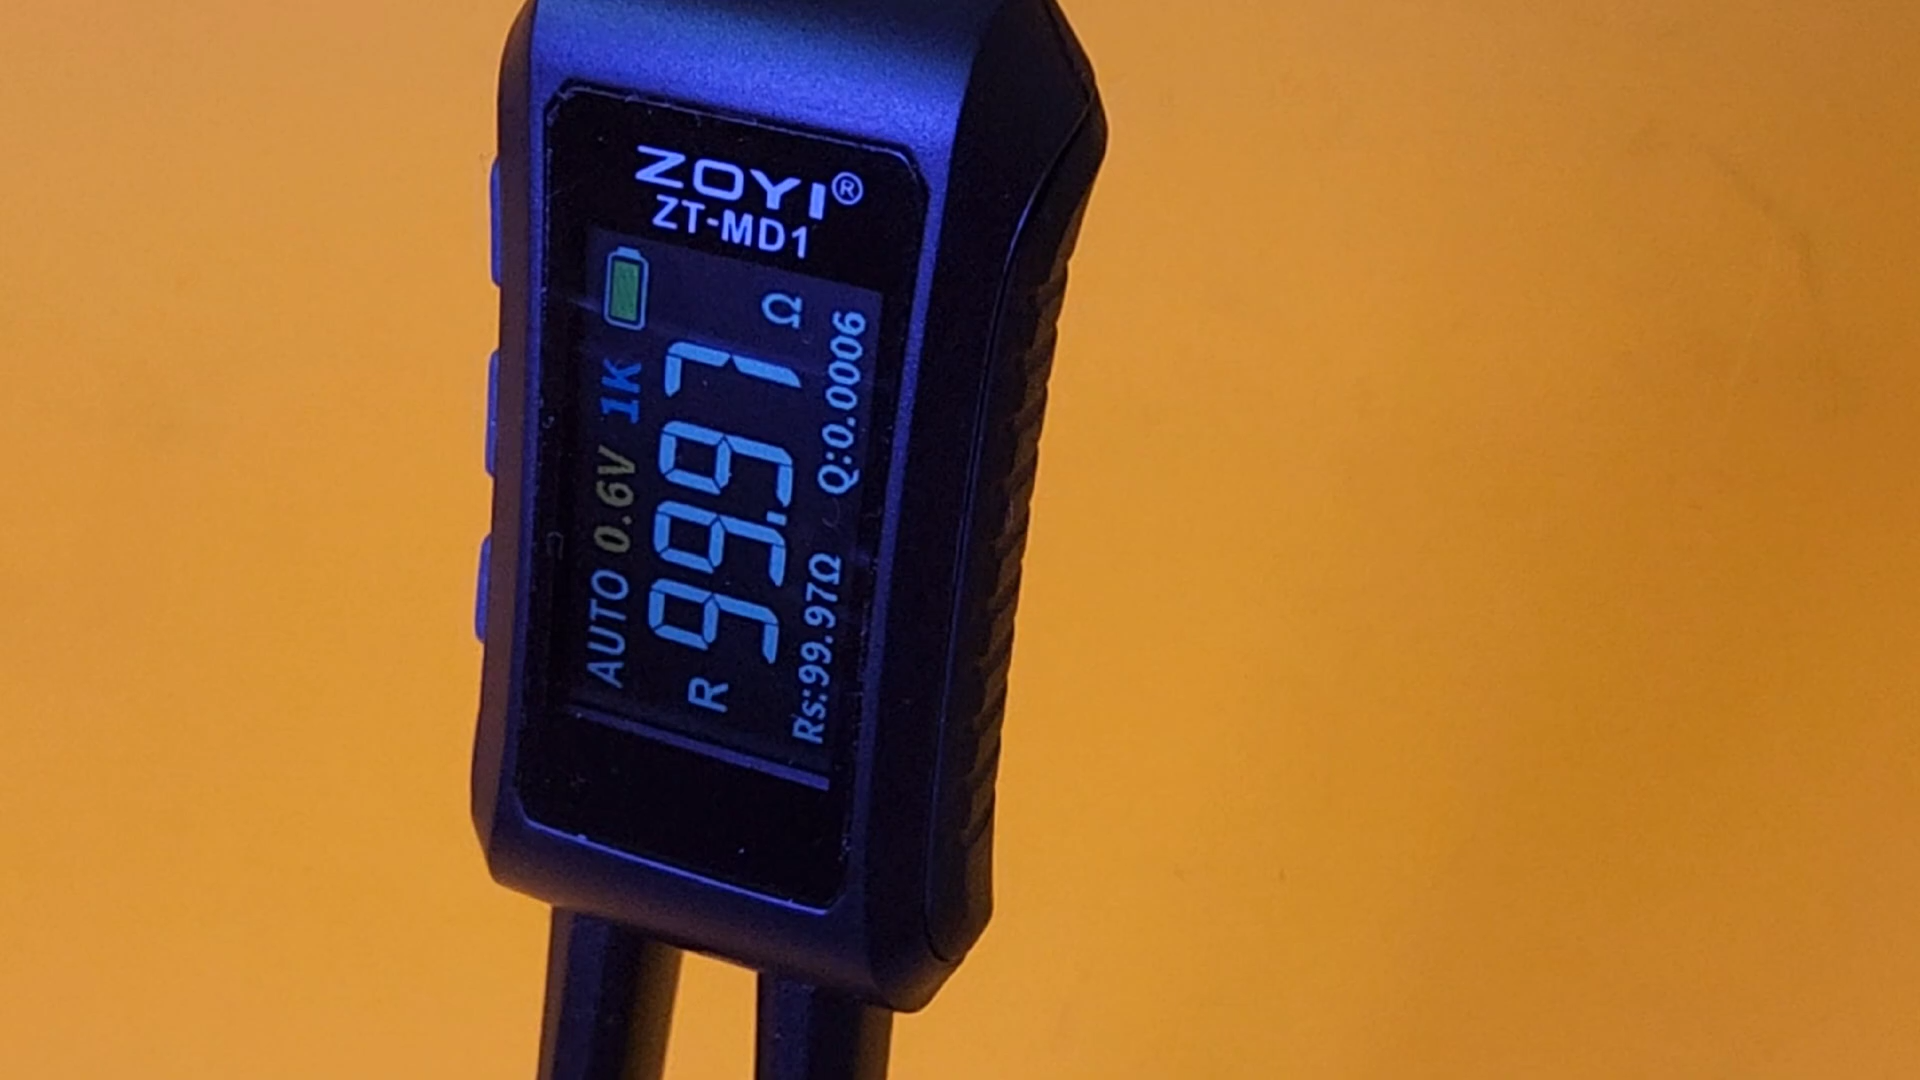 ZOYI®
ZT-MD1
AUTO 0.6V 1K
R 99.97 Ω
Rs:99.97Ω Q:0.0006